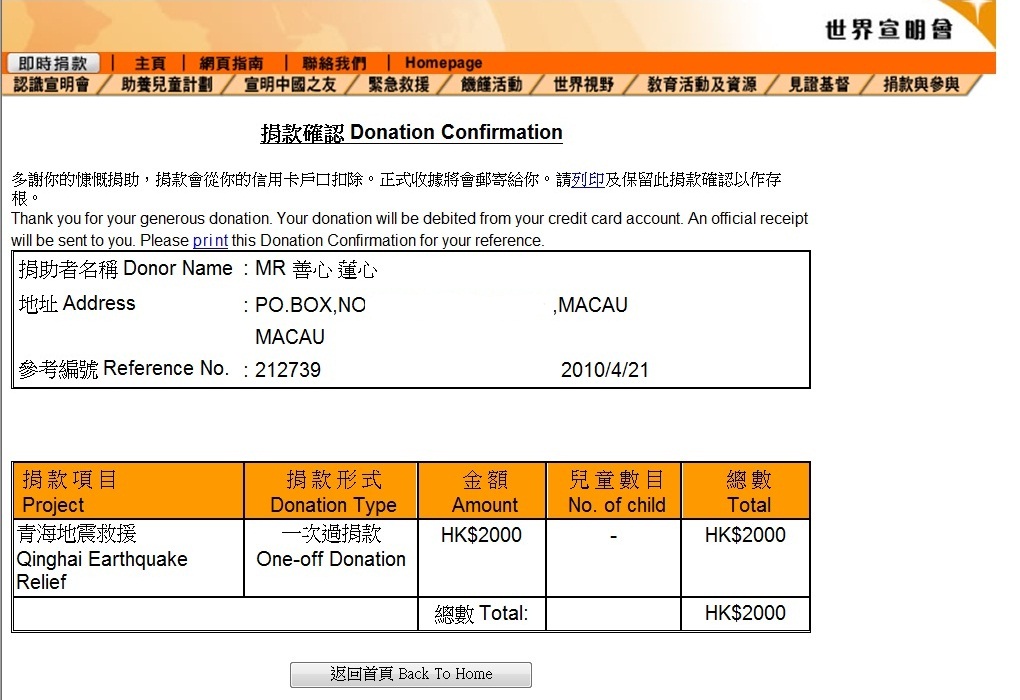 世界宣明會
即時捐款 | 主頁 | 網頁指南 | 聯絡我們 | Homepage
認識宣明會 / 助養兒童計劃 / 宣明中國之友 / 緊急救援 / 饑饉活動 / 世界視野 / 教育活動及資源 / 見證基督 / 捐款與參與
捐款確認 Donation Confirmation
多謝你的慷慨捐助，捐款會從你的信用卡戶口扣除。正式收據將會郵寄給你。請列印及保留此捐款確認以作存
根。
Thank you for your generous donation. Your donation will be debited from your credit card account. An official receipt
will be sent to you. Please print this Donation Confirmation for your reference.
捐助者名稱 Donor Name : MR 善心 蓮心
地址 Address : PO.BOX,NO ,MACAU
MACAU
參考編號 Reference No. : 212739 2010/4/21
捐款項目 捐款形式 金額 兒童數目 總數
Project Donation Type Amount No. of child Total
青海地震救援 一次過捐款 HK$2000 - HK$2000
Qinghai Earthquake One-off Donation
Relief
總數 Total: HK$2000
返回首頁 Back To Home